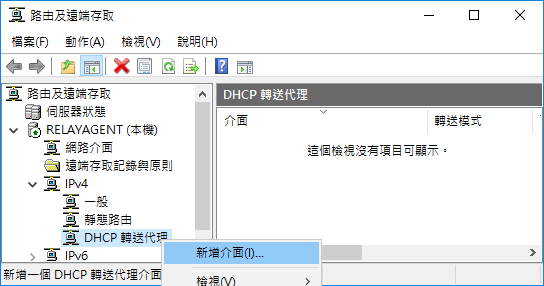 路由及遠端存取
檔案(F) 動作(A) 檢視(V) 說明(H)
路由及遠端存取
伺服器狀態
RELAYAGENT (本機)
網路介面
遠端存取記錄與原則
IPv4
一般
靜態路由
DHCP 轉送代理
IPv6
DHCP 轉送代理
介面 轉送模式
這個檢視沒有項目可顯示。
新增介面(I)...
檢視(V)
新增一個 DHCP 轉送代理介面